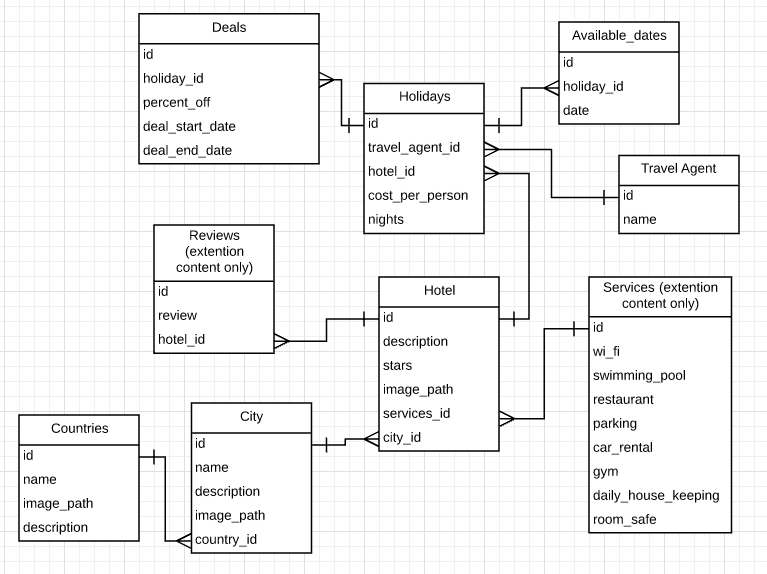 Deals
id
holiday_id
percent_off
deal_start_date
deal_end_date
Holidays
id
travel_agent_id
hotel_id
cost_per_person
nights
Available_dates
id
holiday_id
date
Travel Agent
id
name
Reviews
(extention
content only)
id
review
hotel_id
Hotel
id
description
stars
image_path
services_id
city_id
Services (extention
content only)
id
wi_fi
swimming_pool
restaurant
parking
car_rental
gym
daily_house_keeping
room_safe
Countries
id
name
image_path
description
City
id
name
description
image_path
country_id